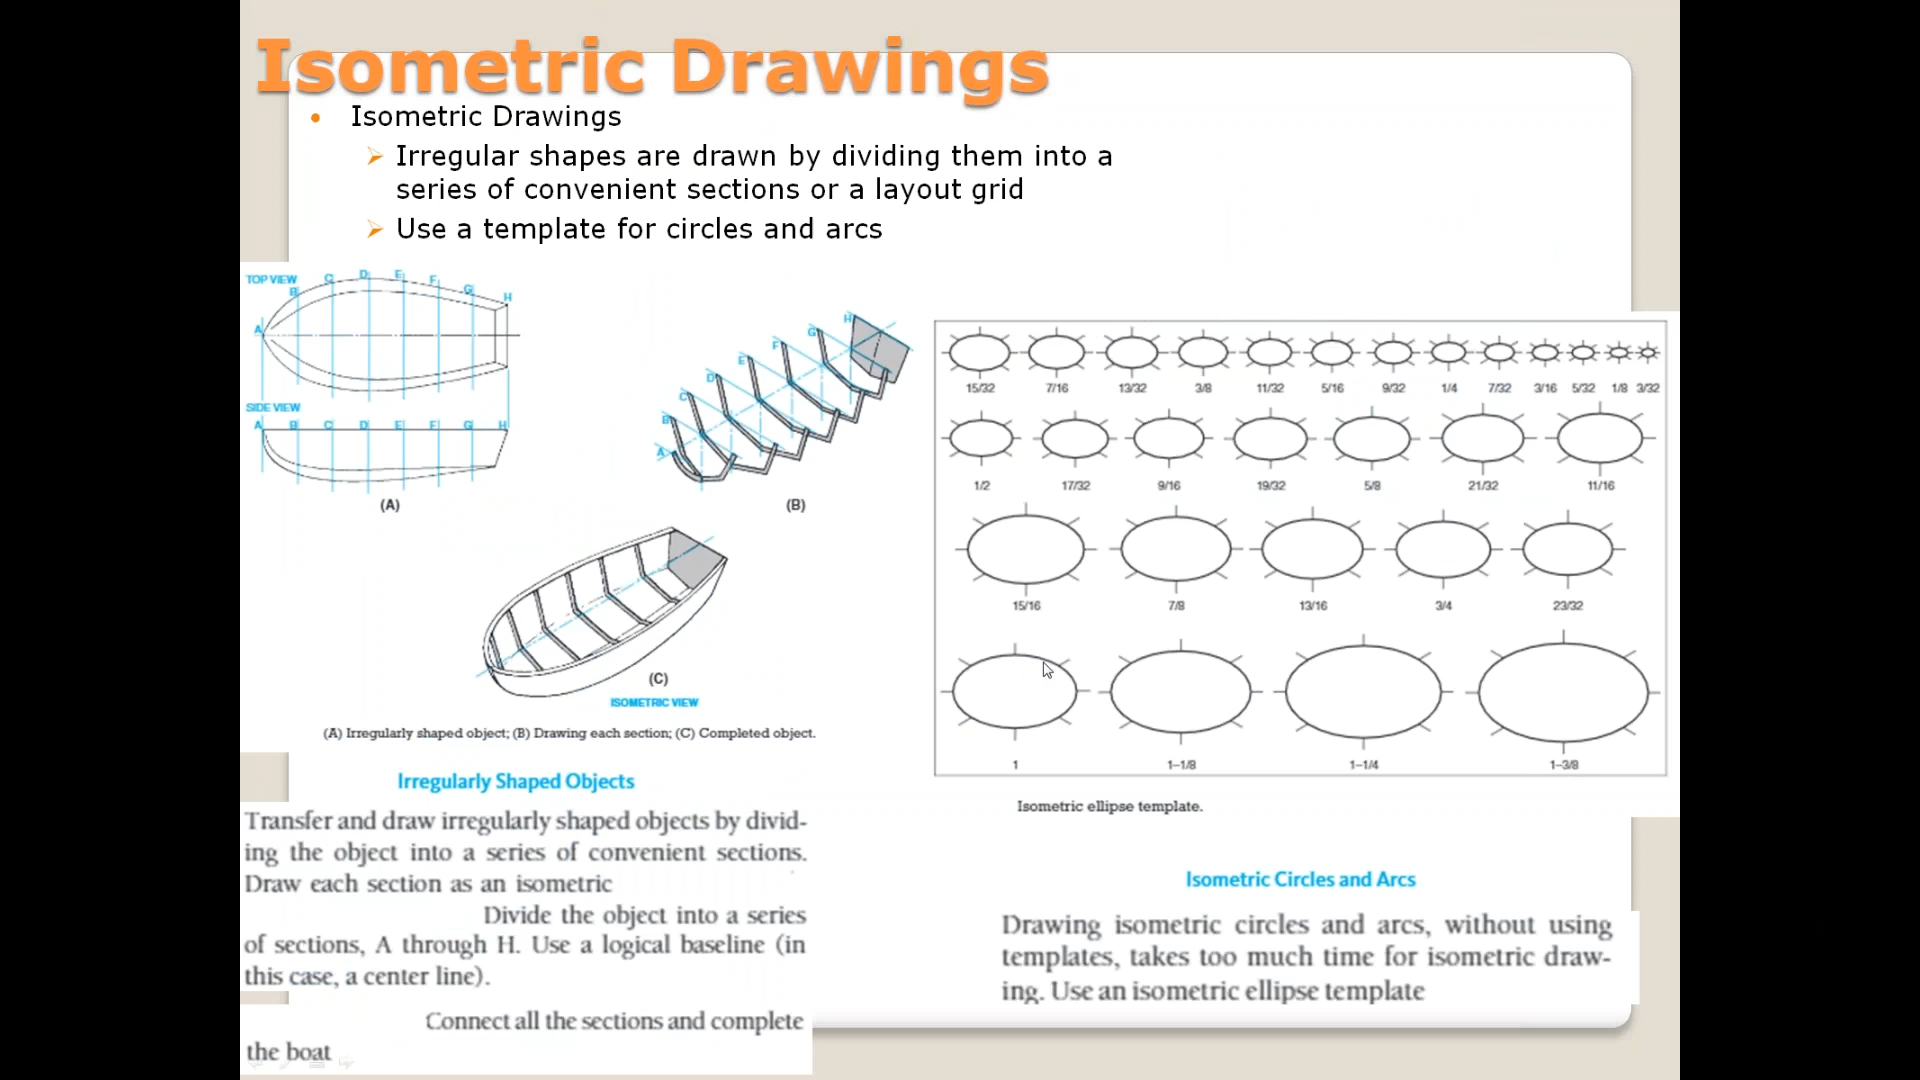 Isometric Drawings
• Isometric Drawings
Irregular shapes are drawn by dividing them into a
series of convenient sections or a layout grid
Use a template for circles and arcs
TOP VIEW
A B C D E F G H
SIDE VIEW
A B C D E F G H
(A)
A B C D E F G H
(B)
(C)
ISOMETRIC VIEW
(A) Irregularly shaped object; (B) Drawing each section; (C) Completed object.
15/32 7/16 13/32 3/8 11/32 5/16 9/32 1/4 7/32 3/16 5/32 1/8 3/32
1/2 17/32 9/16 19/32 5/8 21/32 11/16
15/16 7/8 13/16 3/4 23/32
1 1–1/8 1–1/4 1–3/8
Isometric ellipse template.
Irregularly Shaped Objects
Transfer and draw irregularly shaped objects by divid-
ing the object into a series of convenient sections.
Draw each section as an isometric
Divide the object into a series
of sections, A through H. Use a logical baseline (in
this case, a center line).
Connect all the sections and complete
the boat
Isometric Circles and Arcs
Drawing isometric circles and arcs, without using
templates, takes too much time for isometric draw-
ing. Use an isometric ellipse template